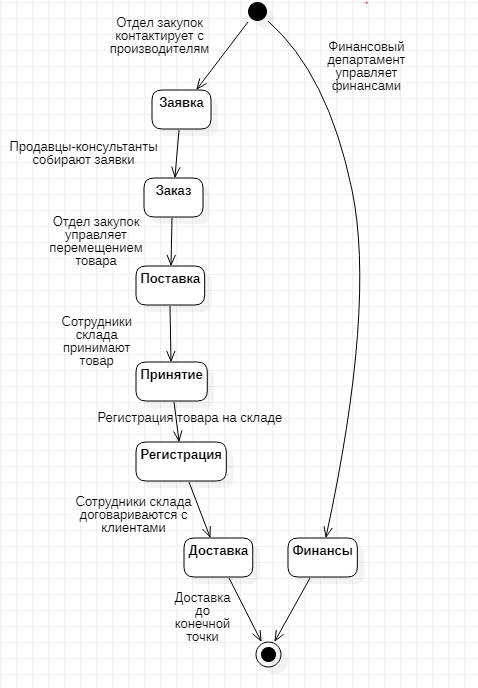 Отдел закупок
контактирует с
производителям
Финансовый
департамент
управляет
финансами
Заявка
Продавцы-консультанты
собирают заявки
Заказ
Отдел закупок
управляет
перемещением
товара
Поставка
Сотрудники
склада
принимают
товар
Принятие
Регистрация товара на складе
Регистрация
Сотрудники склада
договариваются с
клиентами
Доставка
Финансы
Доставка
до
конечной
точки